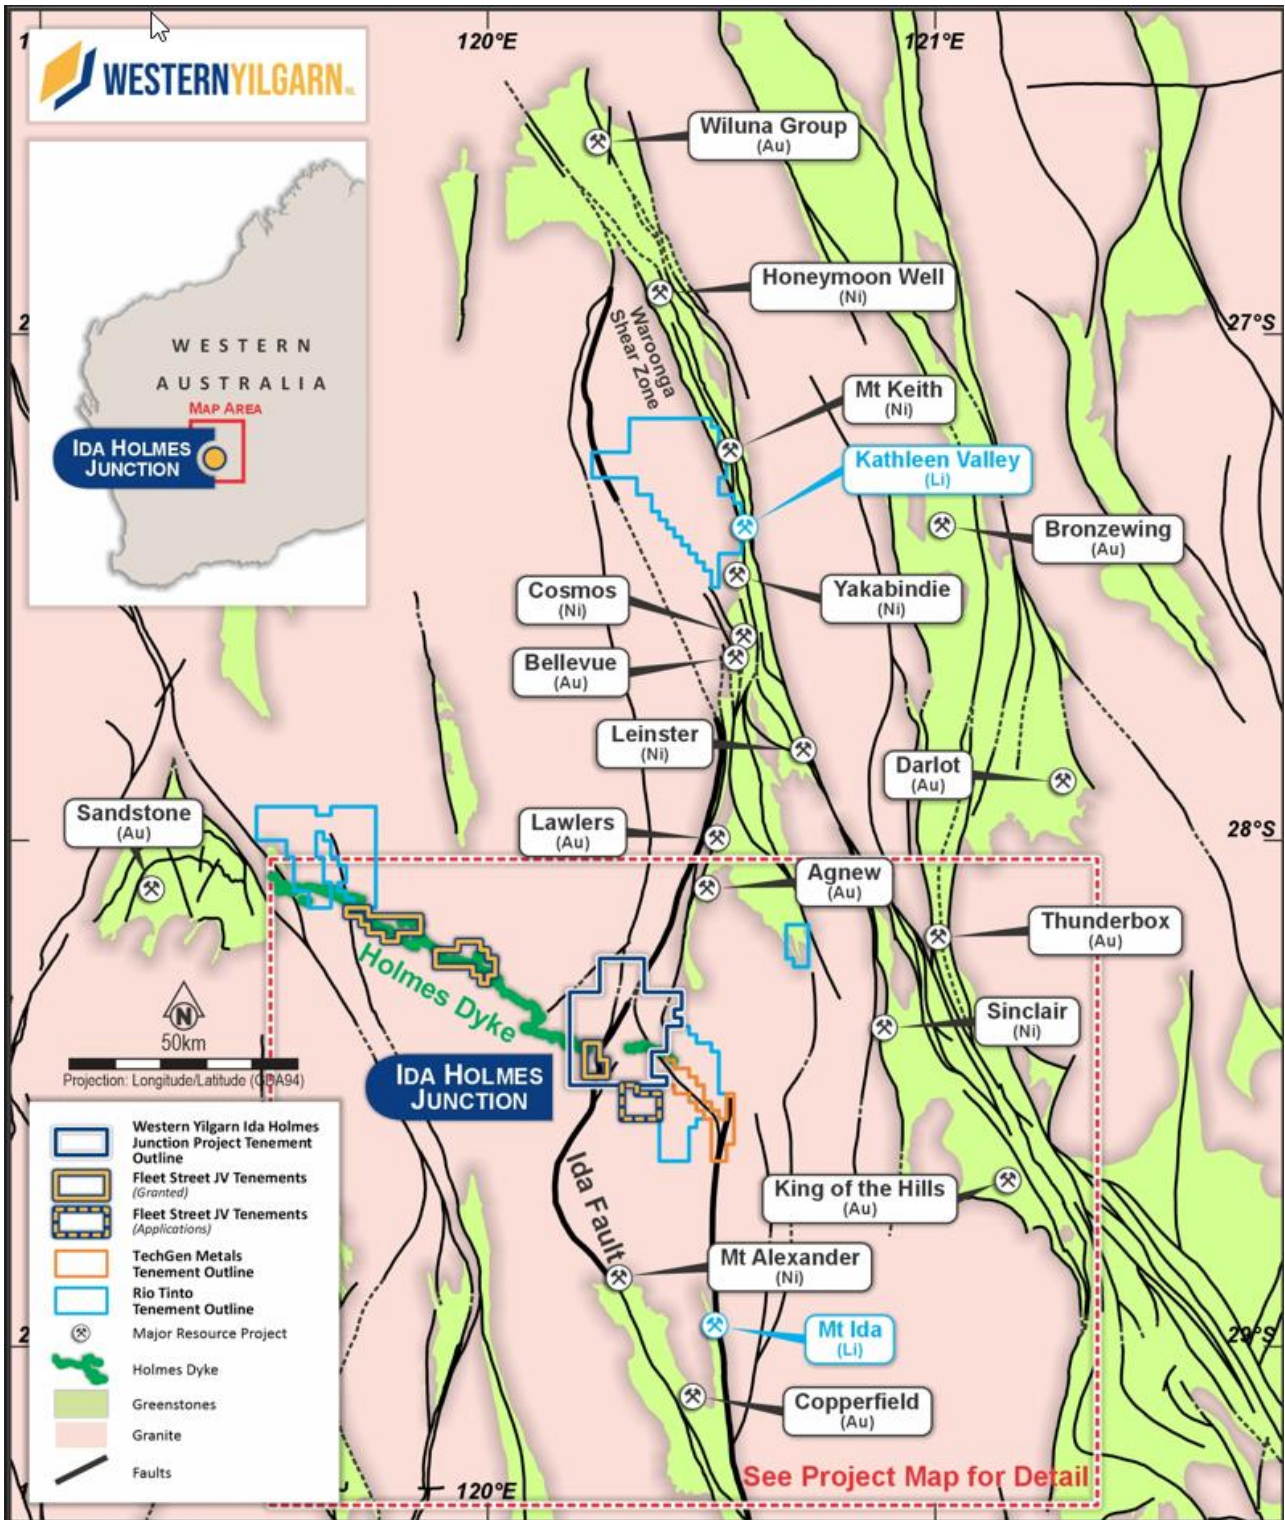 120°E
121°E
WESTERNYILGARN NL
Wiluna Group
(Au)
WESTERN
AUSTRALIA
MAP AREA
IDA HOLMES
JUNCTION
Honeymoon Well
(Ni)
27°S
Waroonga
Shear Zone
Mt Keith
(Ni)
Kathleen Valley
(Li)
Bronzewing
(Au)
Cosmos
(Ni)
Yakabindie
(Ni)
Bellevue
(Au)
Leinster
(Ni)
Darlot
(Au)
Sandstone
(Au)
Lawlers
(Au)
28°S
Agnew
(Au)
Thunderbox
(Au)
Holmes Dyke
Sinclair
(Ni)
N
50km
Projection: Longitude/Latitude (GDA94)
IDA HOLMES
JUNCTION
Ida Fault
King of the Hills
(Au)
Mt Alexander
(Ni)
Mt Ida
(Li)
29°S
Copperfield
(Au)
Western Yilgarn Ida Holmes
Junction Project Tenement
Outline
Fleet Street JV Tenements
(Granted)
Fleet Street JV Tenements
(Applications)
TechGen Metals
Tenement Outline
Rio Tinto
Tenement Outline
Major Resource Project
Holmes Dyke
Greenstones
Granite
Faults
See Project Map for Detail
120°E